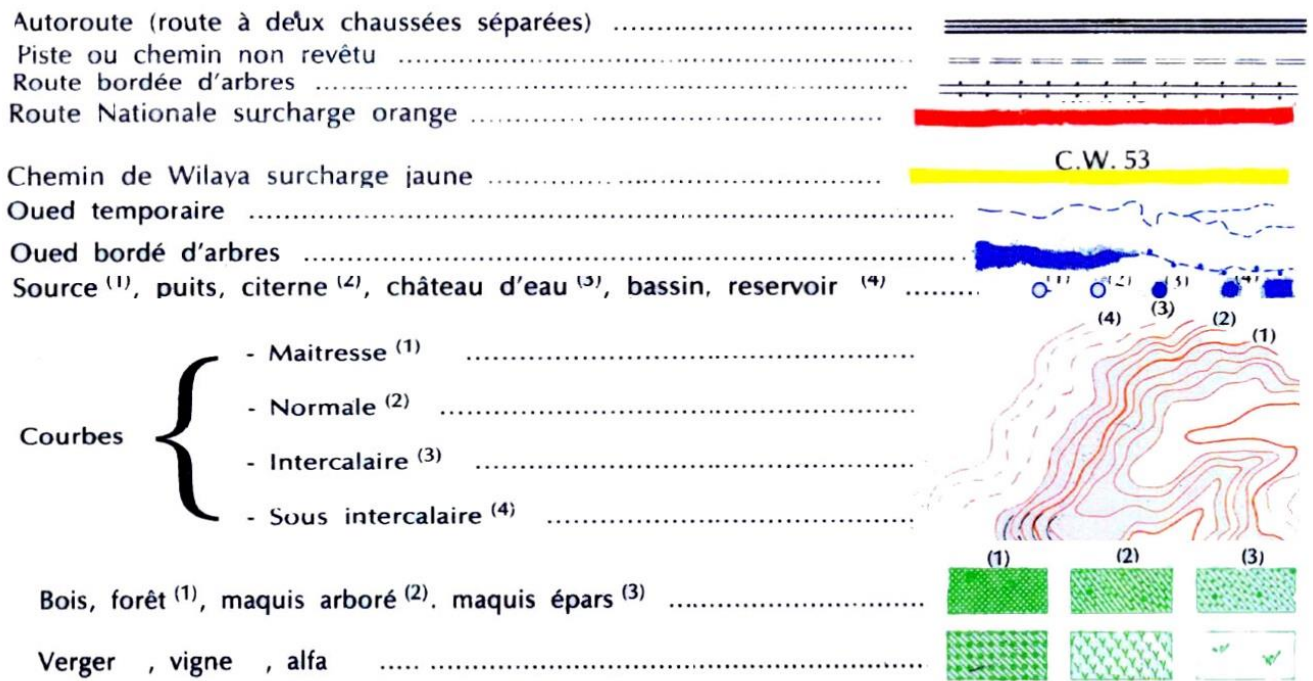 Autoroute (route à deux chaussées séparées) ........................................
Piste ou chemin non revêtu ........................................
Route bordée d'arbres ........................................
Route Nationale surcharge orange ........................................
C.W. 53
Chemin de Wilaya surcharge jaune ........................................
Oued temporaire ........................................
Oued bordé d'arbres ........................................
Source (1), puits, citerne (2), château d'eau (3), bassin, reservoir (4) ........
(1) (2) (3) (4)
(4) (3) (2) (1)
- Maitresse (1) ........................................
- Normale (2) ........................................
Courbes
- Intercalaire (3) ........................................
- Sous intercalaire (4) ........................................
(1) (2) (3)
Bois, forêt (1), maquis arboré (2). maquis épars (3) ........................................
Verger , vigne , alfa ........................................